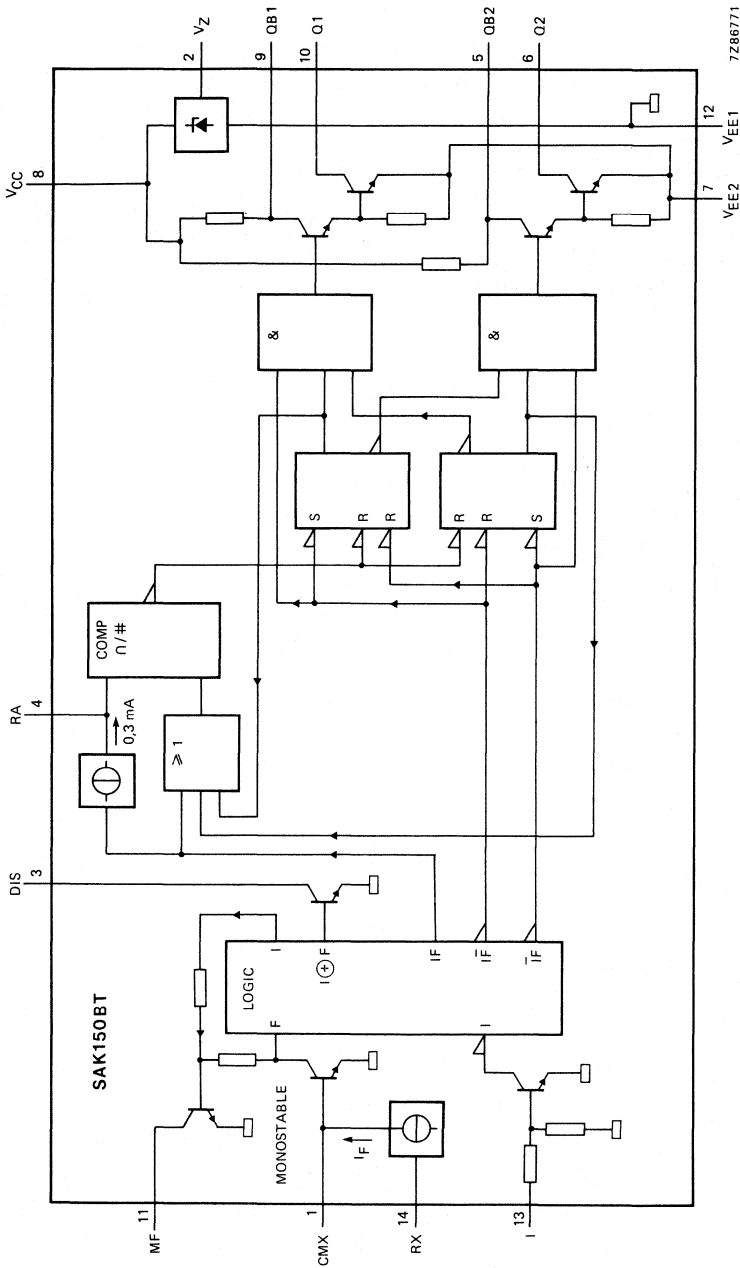 V_CC
8
2
V_Z
9
QB1
10
Q1
5
QB2
6
Q2
12
V_EE1
7
V_EE2
&
&
S
R
R
R
R
S
COMP
∩/#
RA
4
0,3 mA
≥ 1
DIS
3
SAK150BT
LOGIC
I
I ⊕ F
IF
IF̅
I̅F
F
I
MONOSTABLE
I_F
MF
11
CMX
1
RX
14
I
13
7Z86771